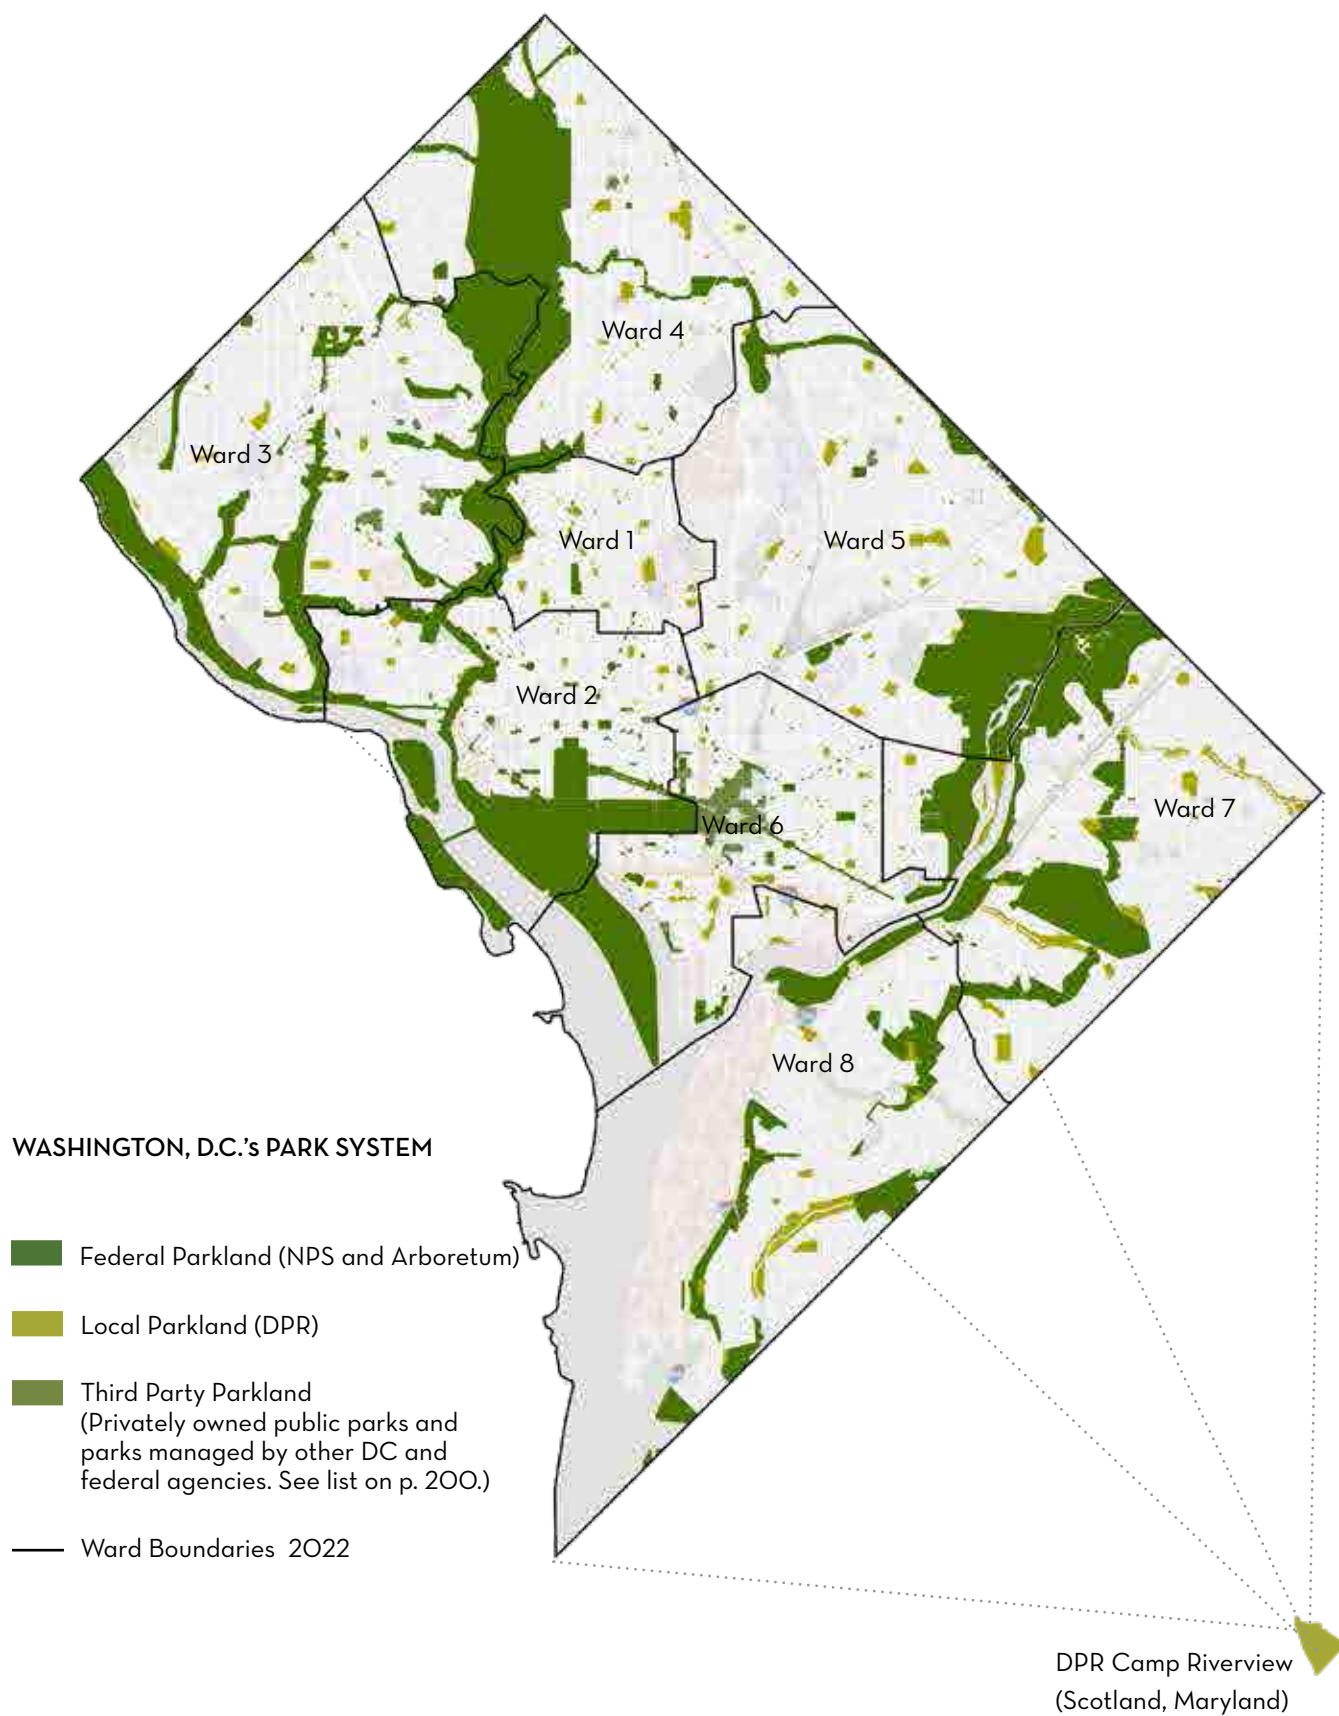 Ward 4
Ward 3
Ward 1
Ward 5
Ward 2
Ward 7
Ward 6
Ward 8
WASHINGTON, D.C.'s PARK SYSTEM
Federal Parkland (NPS and Arboretum)
Local Parkland (DPR)
Third Party Parkland
(Privately owned public parks and
parks managed by other DC and
federal agencies. See list on p. 200.)
Ward Boundaries 2022
DPR Camp Riverview
(Scotland, Maryland)